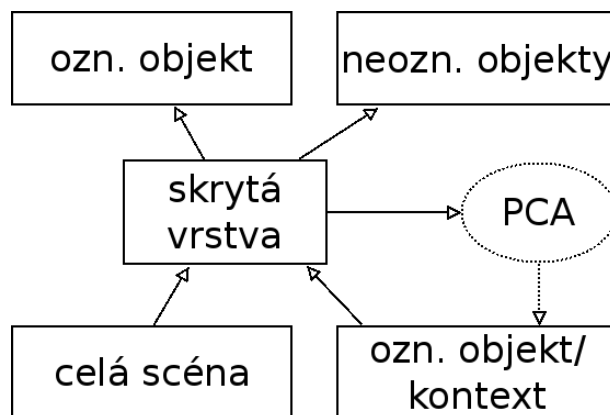 ozn. objekt
neozn. objekty
skrytá
vrstva
PCA
celá scéna
ozn. objekt/
kontext